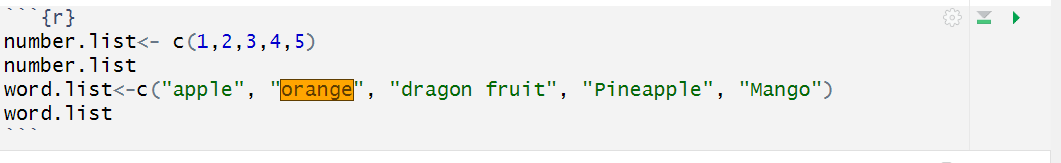 ```{r}
number.list<- c(1,2,3,4,5)
number.list
word.list<-c("apple", "orange", "dragon fruit", "Pineapple", "Mango")
word.list
```